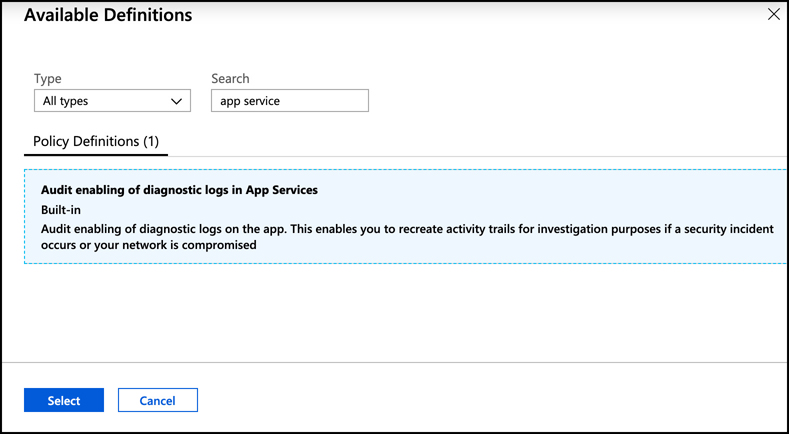 Available Definitions
Type
Search
All types
app service
Policy Definitions (1)
Audit enabling of diagnostic logs in App Services
Built-in
Audit enabling of diagnostic logs on the app. This enables you to recreate activity trails for investigation purposes if a security incident
occurs or your network is compromised
Select
Cancel